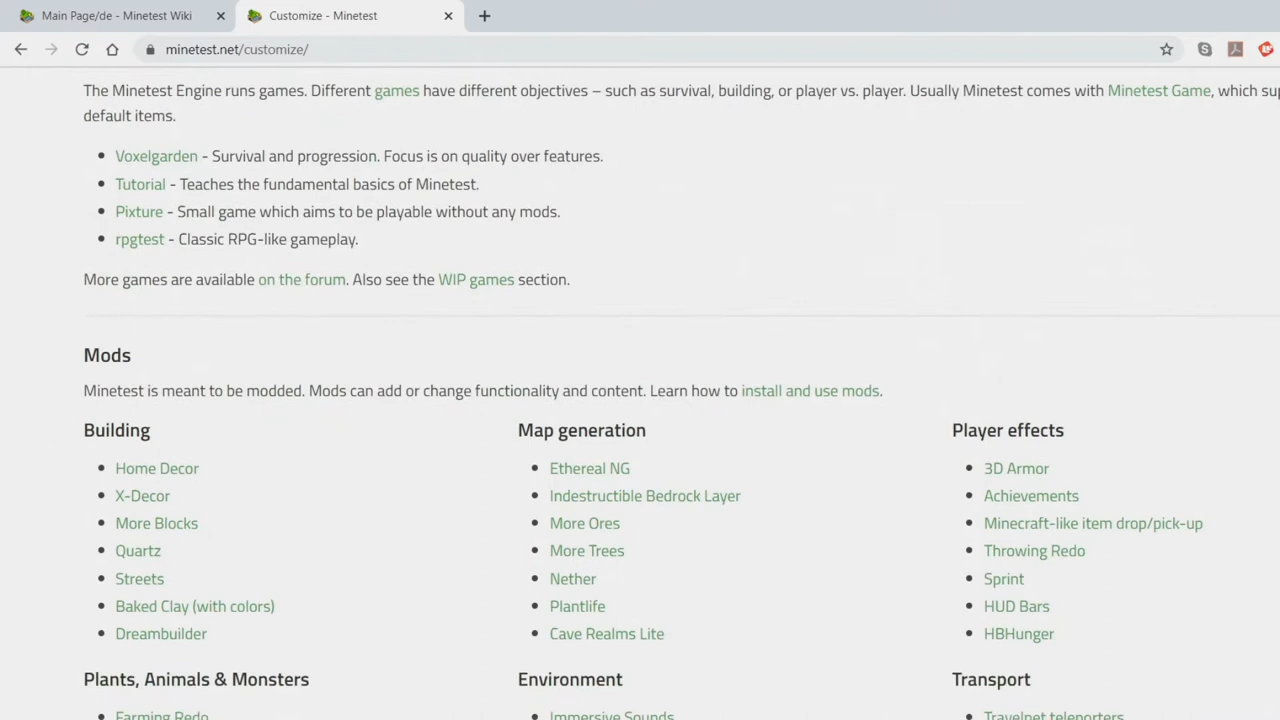 Main Page/de - Minetest Wiki
Customize - Minetest
minetest.net/customize/
The Minetest Engine runs games. Different games have different objectives – such as survival, building, or player vs. player. Usually Minetest comes with Minetest Game, which
default items.
Voxelgarden - Survival and progression. Focus is on quality over features.
Tutorial - Teaches the fundamental basics of Minetest.
Pixture - Small game which aims to be playable without any mods.
rpgtest - Classic RPG-like gameplay.
More games are available on the forum. Also see the WIP games section.
Mods
Minetest is meant to be modded. Mods can add or change functionality and content. Learn how to install and use mods.
Building
Home Decor
X-Decor
More Blocks
Quartz
Streets
Baked Clay (with colors)
Dreambuilder
Map generation
Ethereal NG
Indestructible Bedrock Layer
More Ores
More Trees
Nether
Plantlife
Cave Realms Lite
Player effects
3D Armor
Achievements
Minecraft-like item drop/pick-up
Throwing Redo
Sprint
HUD Bars
HBHunger
Plants, Animals & Monsters
Farming Redo
Environment
Immersive Sounds
Transport
Travelnet teleporters